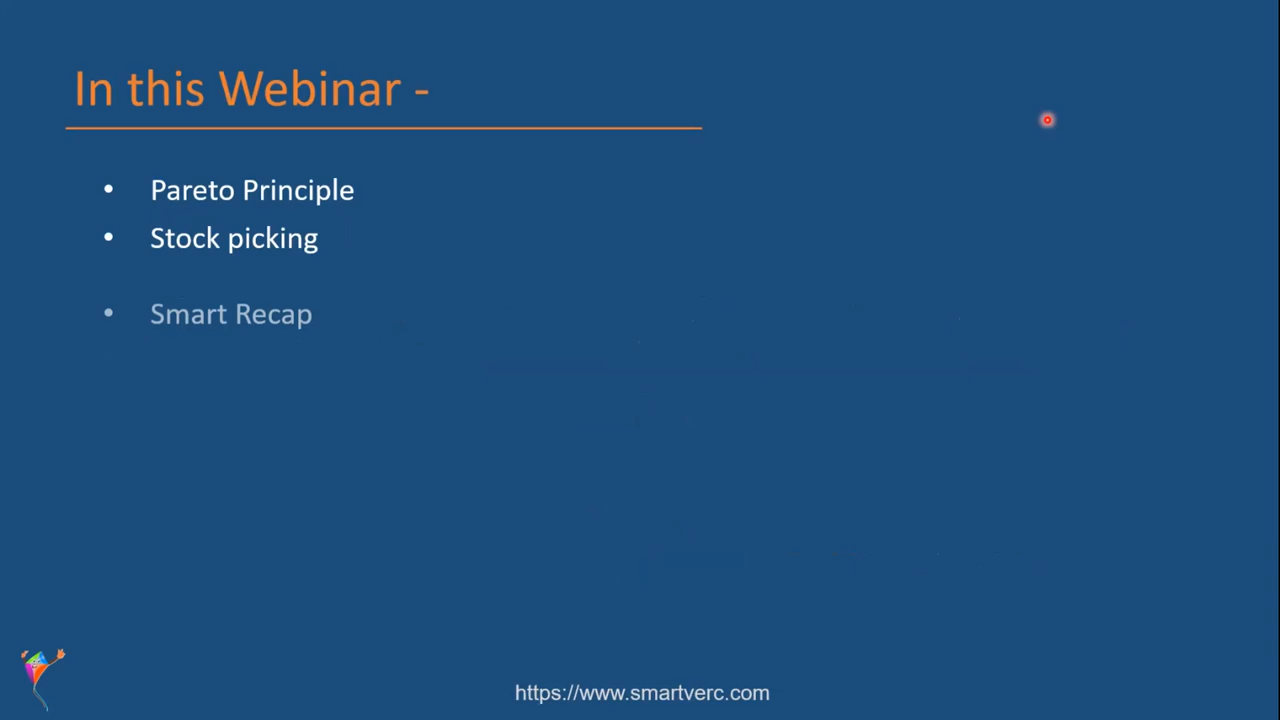 In this Webinar -
• Pareto Principle
• Stock picking
• Smart Recap
https://www.smartverc.com